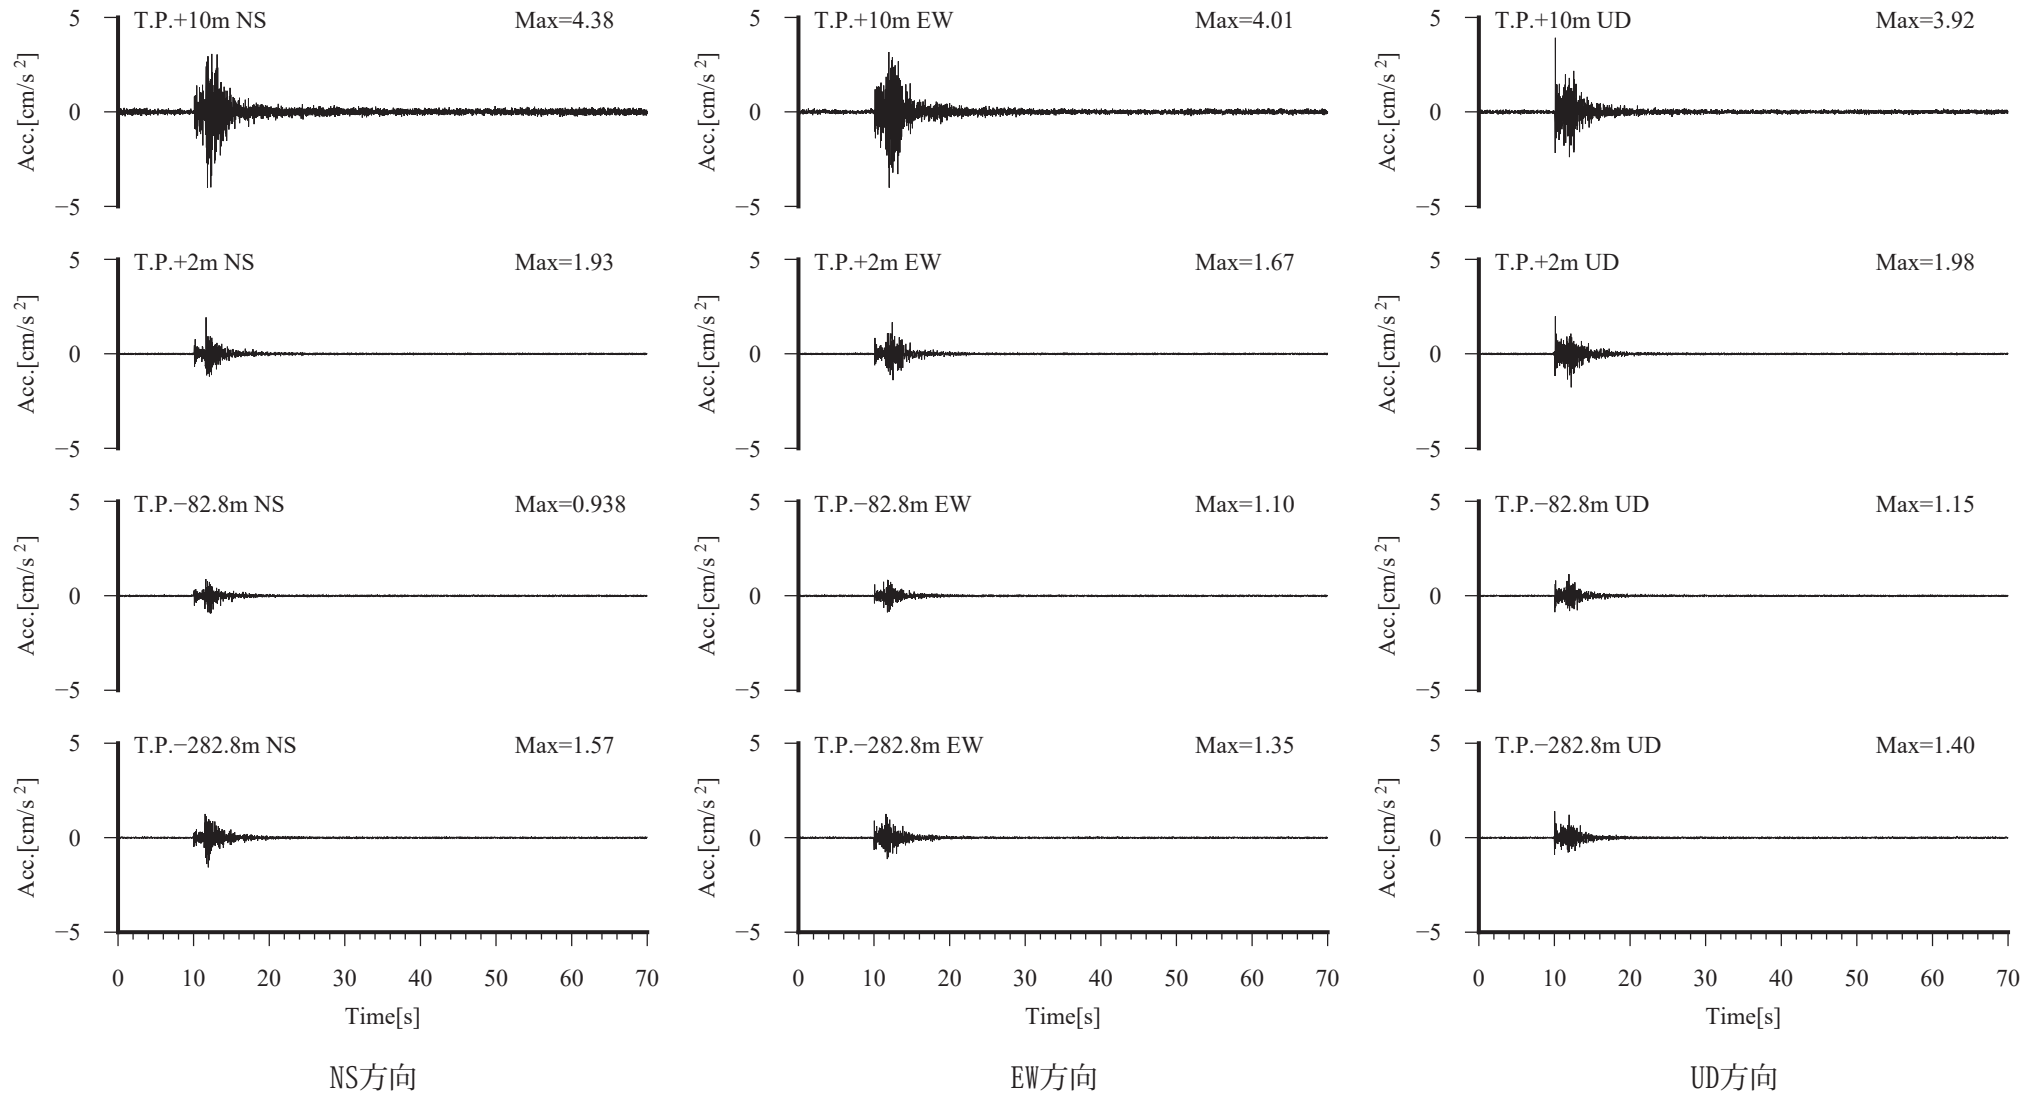 5
T.P.+10m NS
Max=4.38
Acc.[cm/s ²]
0
−5
5
T.P.+10m EW
Max=4.01
Acc.[cm/s ²]
0
−5
5
T.P.+10m UD
Max=3.92
Acc.[cm/s ²]
0
−5
5
T.P.+2m NS
Max=1.93
Acc.[cm/s ²]
0
−5
5
T.P.+2m EW
Max=1.67
Acc.[cm/s ²]
0
−5
5
T.P.+2m UD
Max=1.98
Acc.[cm/s ²]
0
−5
5
T.P.−82.8m NS
Max=0.938
Acc.[cm/s ²]
0
−5
5
T.P.−82.8m EW
Max=1.10
Acc.[cm/s ²]
0
−5
5
T.P.−82.8m UD
Max=1.15
Acc.[cm/s ²]
0
−5
5
T.P.−282.8m NS
Max=1.57
Acc.[cm/s ²]
0
−5
5
T.P.−282.8m EW
Max=1.35
Acc.[cm/s ²]
0
−5
5
T.P.−282.8m UD
Max=1.40
Acc.[cm/s ²]
0
−5
0 10 20 30 40 50 60 70
0 10 20 30 40 50 60 70
0 10 20 30 40 50 60 70
Time[s]
Time[s]
Time[s]
NS方向
EW方向
UD方向